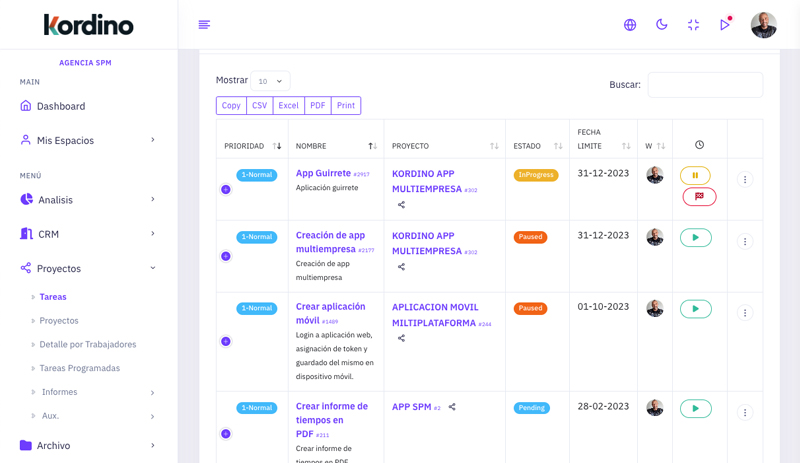 Kordino
AGENCIA SPM
MAIN
Dashboard
Mis Espacios
MENÚ
Analisis
CRM
Proyectos
Tareas
Proyectos
Detalle por Trabajadores
Tareas Programadas
Informes
Aux.
Archivo
Mostrar 10
Buscar:
Copy CSV Excel PDF Print
PRIORIDAD NOMBRE PROYECTO ESTADO FECHA LIMITE W
1-Normal
App Guirrete #2917
Aplicación guirrete
KORDINO APP
MULTIEMPRESA #302
InProgress
31-12-2023
1-Normal
Creación de app
multiempresa #2177
Creación de app
multiempresa
KORDINO APP
MULTIEMPRESA #302
Paused
31-12-2023
1-Normal
Crear aplicación
móvil #1489
Login a aplicación web,
asignación de token y
guardado del mismo en
dispositivo móvil.
APLICACION MOVIL
MILTIPLATAFORMA #244
Paused
01-10-2023
1-Normal
Crear informe de
tiempos en
PDF #211
Crear informe de
tiempos en PDF
APP SPM #2
Pending
28-02-2023